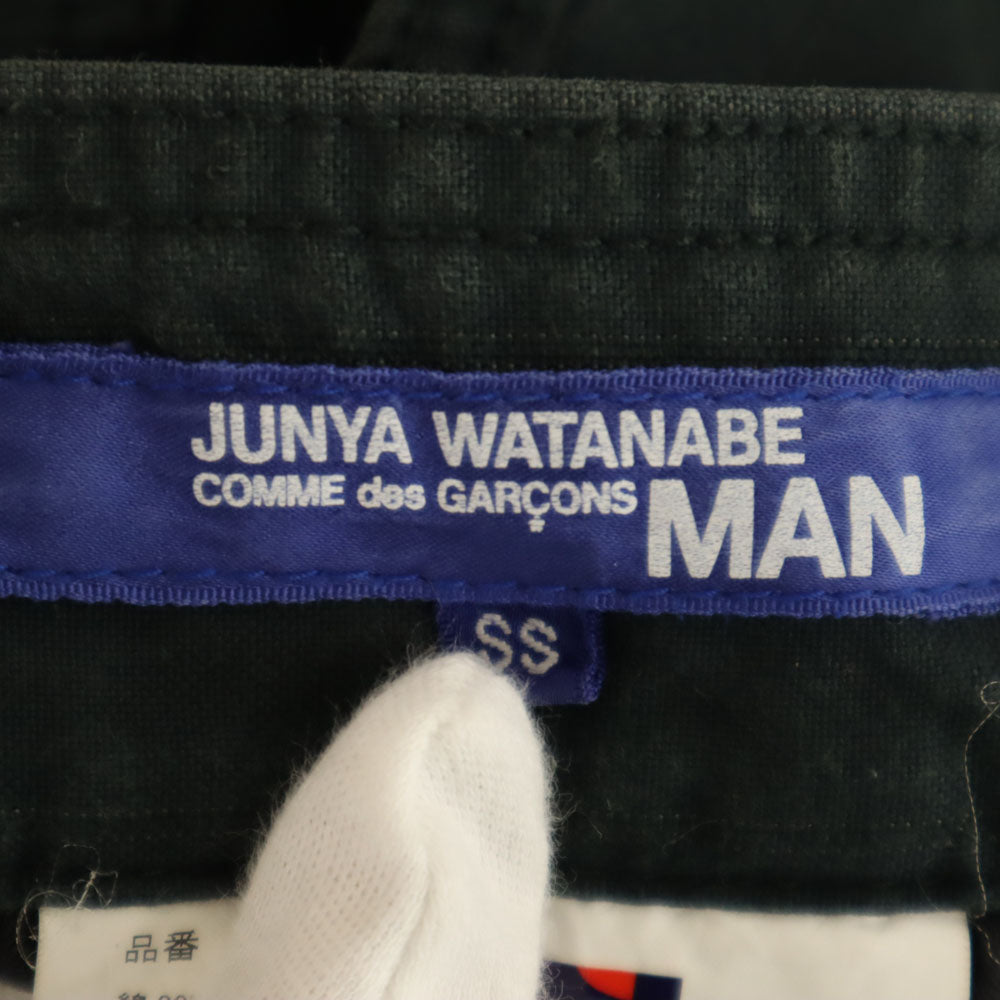 JUNYA WATANABE
COMME des GARÇONS MAN
SS
品番